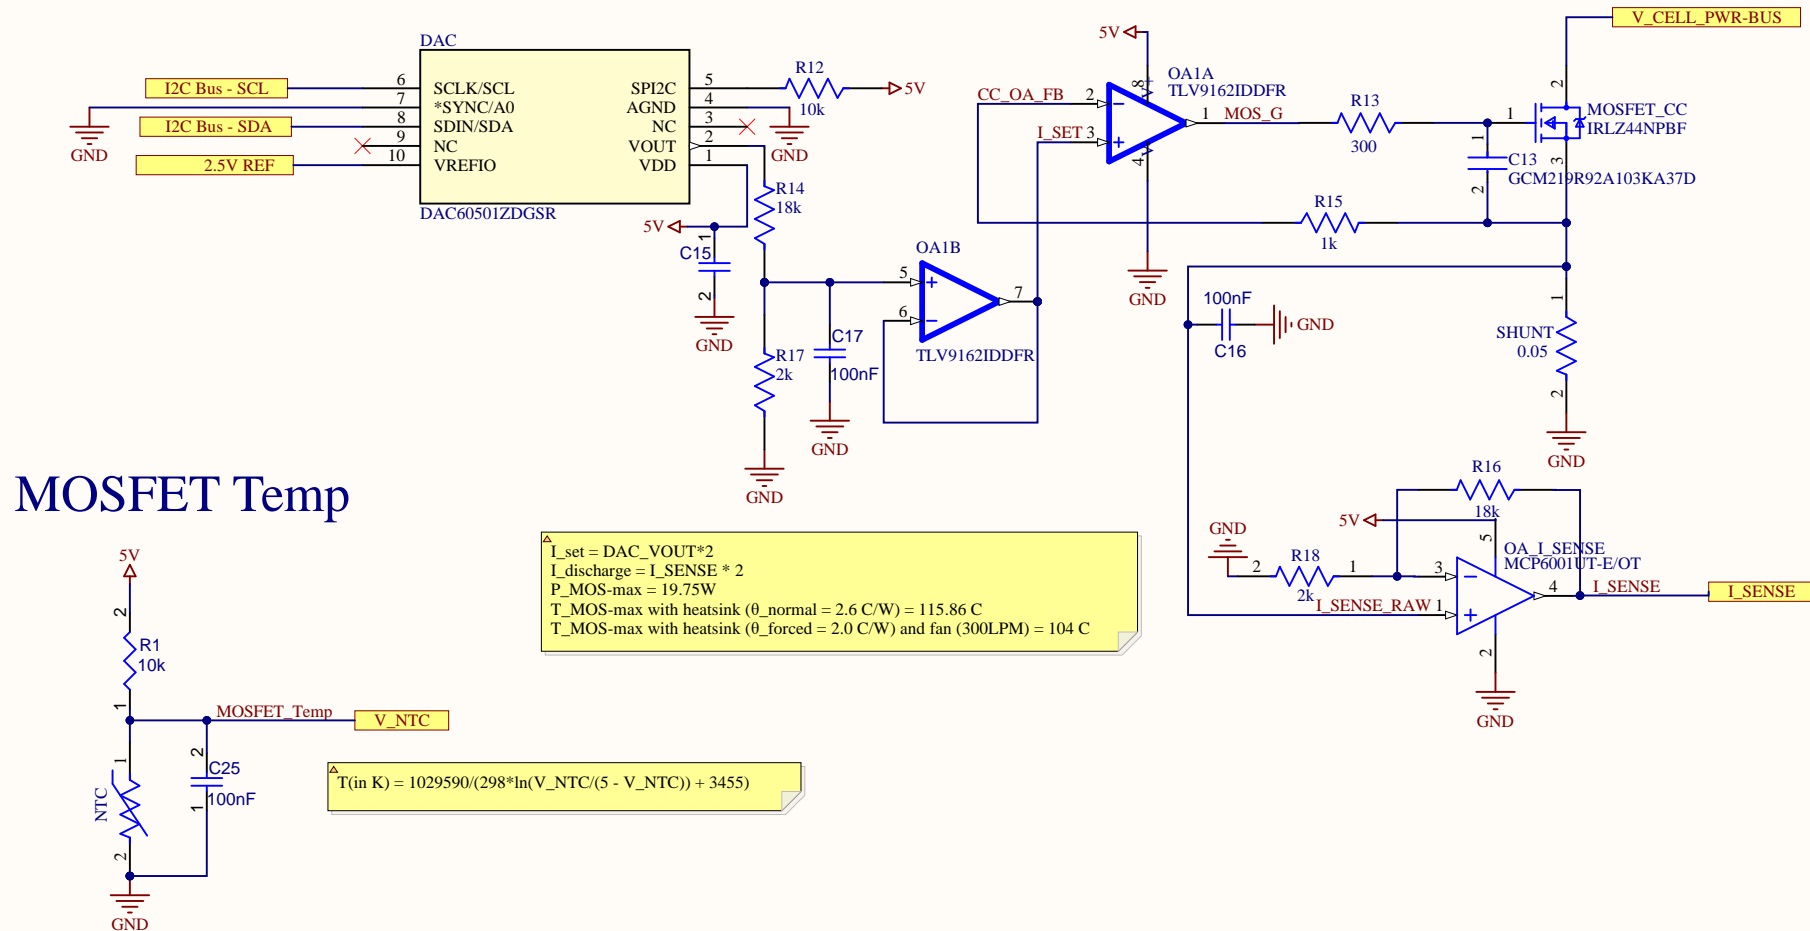 V_CELL_PWR-BUS
DAC
I2C Bus - SCL
I2C Bus - SDA
2.5V REF
GND
6
7
8
9
10
SCLK/SCL
*SYNC/A0
SDIN/SDA
NC
VREFIO
SPI2C
AGND
NC
VOUT
VDD
5
4
3
2
1
DAC60501ZDGSR
R12
10k
5V
GND
R14
18k
5V
C15
1
2
GND
R17
2k
GND
C17
100nF
GND
OA1B
5
6
7
+
−
TLV9162IDDFR
5V
OA1A
TLV9162IDDFR
CC_OA_FB
2
I_SET
3
8
4
−
+
1
MOS_G
GND
R13
300
1
2
3
MOSFET_CC
IRLZ44NPBF
1
2
C13
GCM219R92A103KA37D
R15
1k
100nF
C16
GND
1
SHUNT
0.05
2
GND
R16
18k
5V
GND
2
R18
2k
1
5
OA_I_SENSE
MCP6001UT-E/OT
3
−
I_SENSE_RAW
1
+
4
I_SENSE
I_SENSE
2
GND
I_set = DAC_VOUT*2
I_discharge = I_SENSE * 2
P_MOS-max = 19.75W
T_MOS-max with heatsink (θ_normal = 2.6 C/W) = 115.86 C
T_MOS-max with heatsink (θ_forced = 2.0 C/W) and fan (300LPM) = 104 C
MOSFET Temp
5V
2
R1
10k
1
MOSFET_Temp
V_NTC
1
NTC
2
2
C25
100nF
1
GND
T(in K) = 1029590/(298*ln(V_NTC/(5 - V_NTC)) + 3455)